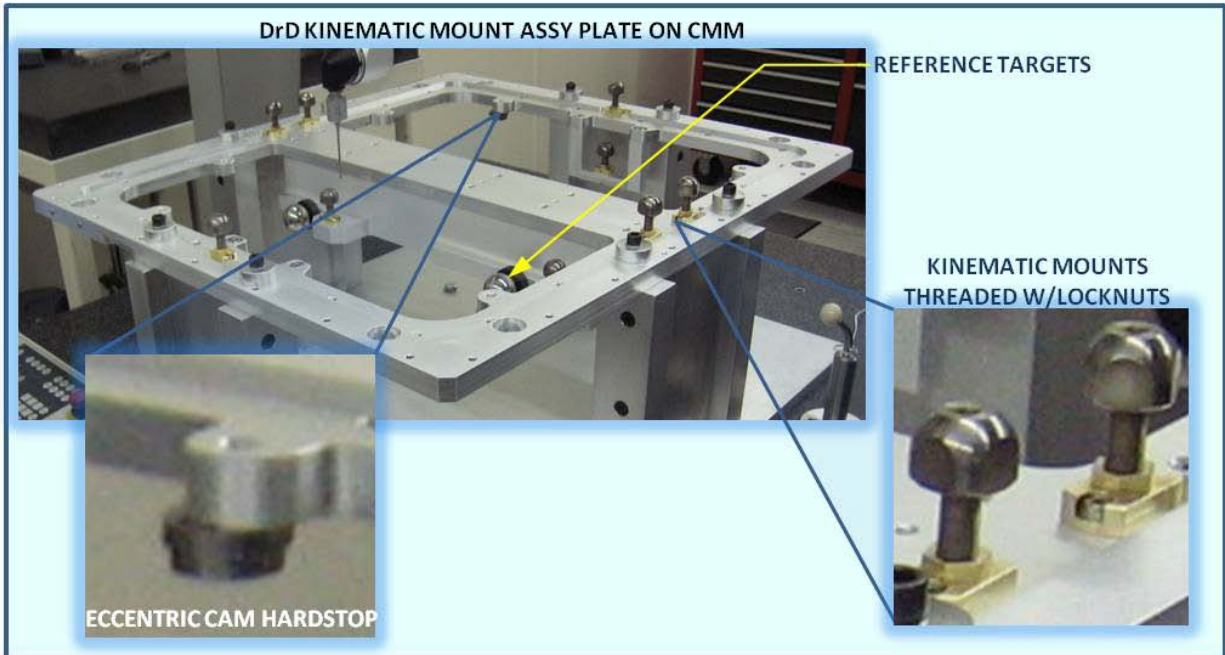 DrD KINEMATIC MOUNT ASSY PLATE ON CMM
REFERENCE TARGETS
KINEMATIC MOUNTS
THREADED W/LOCKNUTS
ECCENTRIC CAM HARDSTOP